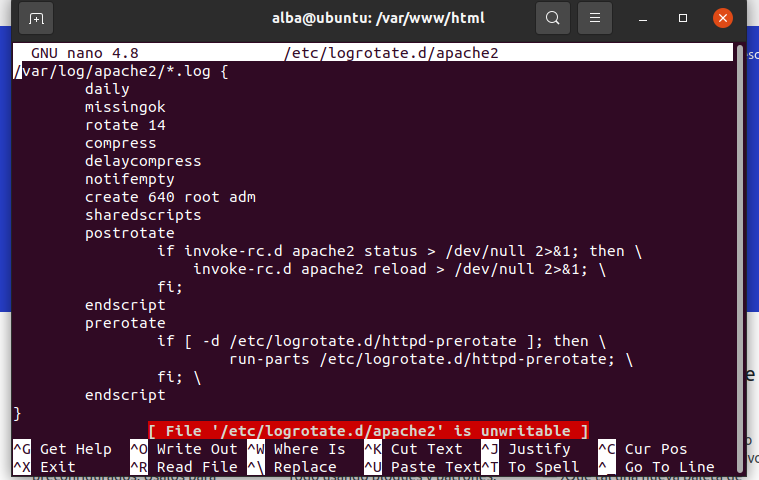 alba@ubuntu: /var/www/html
GNU nano 4.8 /etc/logrotate.d/apache2
/var/log/apache2/*.log {
daily
missingok
rotate 14
compress
delaycompress
notifempty
create 640 root adm
sharedscripts
postrotate
if invoke-rc.d apache2 status > /dev/null 2>&1; then \
invoke-rc.d apache2 reload > /dev/null 2>&1; \
fi;
endscript
prerotate
if [ -d /etc/logrotate.d/httpd-prerotate ]; then \
run-parts /etc/logrotate.d/httpd-prerotate; \
fi; \
endscript
}
[ File '/etc/logrotate.d/apache2' is unwritable ]
^G Get Help ^O Write Out ^W Where Is ^K Cut Text ^J Justify ^C Cur Pos
^X Exit ^R Read File ^\ Replace ^U Paste Text ^T To Spell ^_ Go To Line